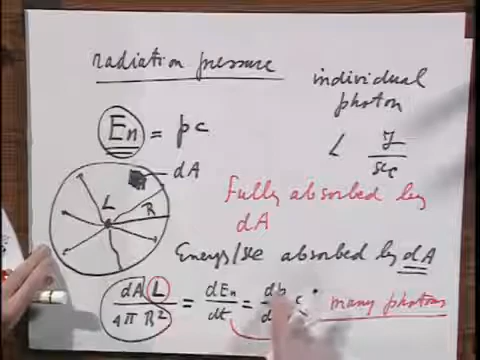 radiation pressure
individual
photon
En = pc
L J/sec
dA
L
R
Fully absorbed by
dA
Energy/sec absorbed by dA
dA L / 4π R² = dEn/dt = dp/d c
many photons